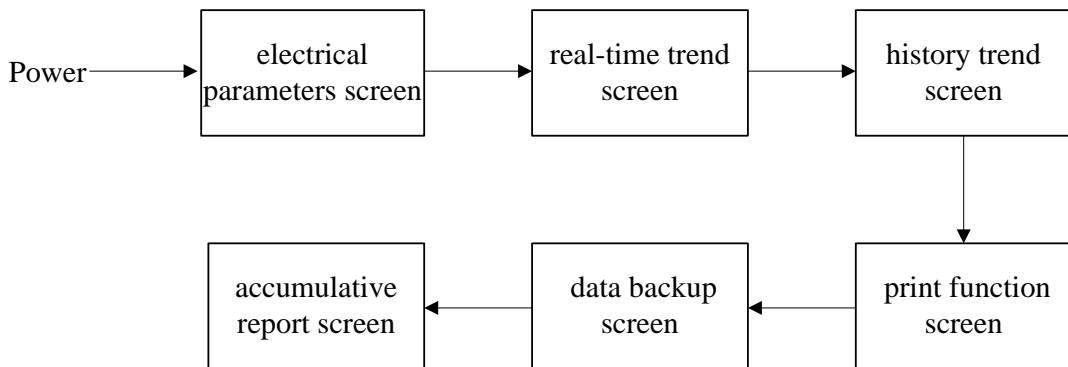 Power
electrical
parameters screen
real-time trend
screen
history trend
screen
print function
screen
data backup
screen
accumulative
report screen